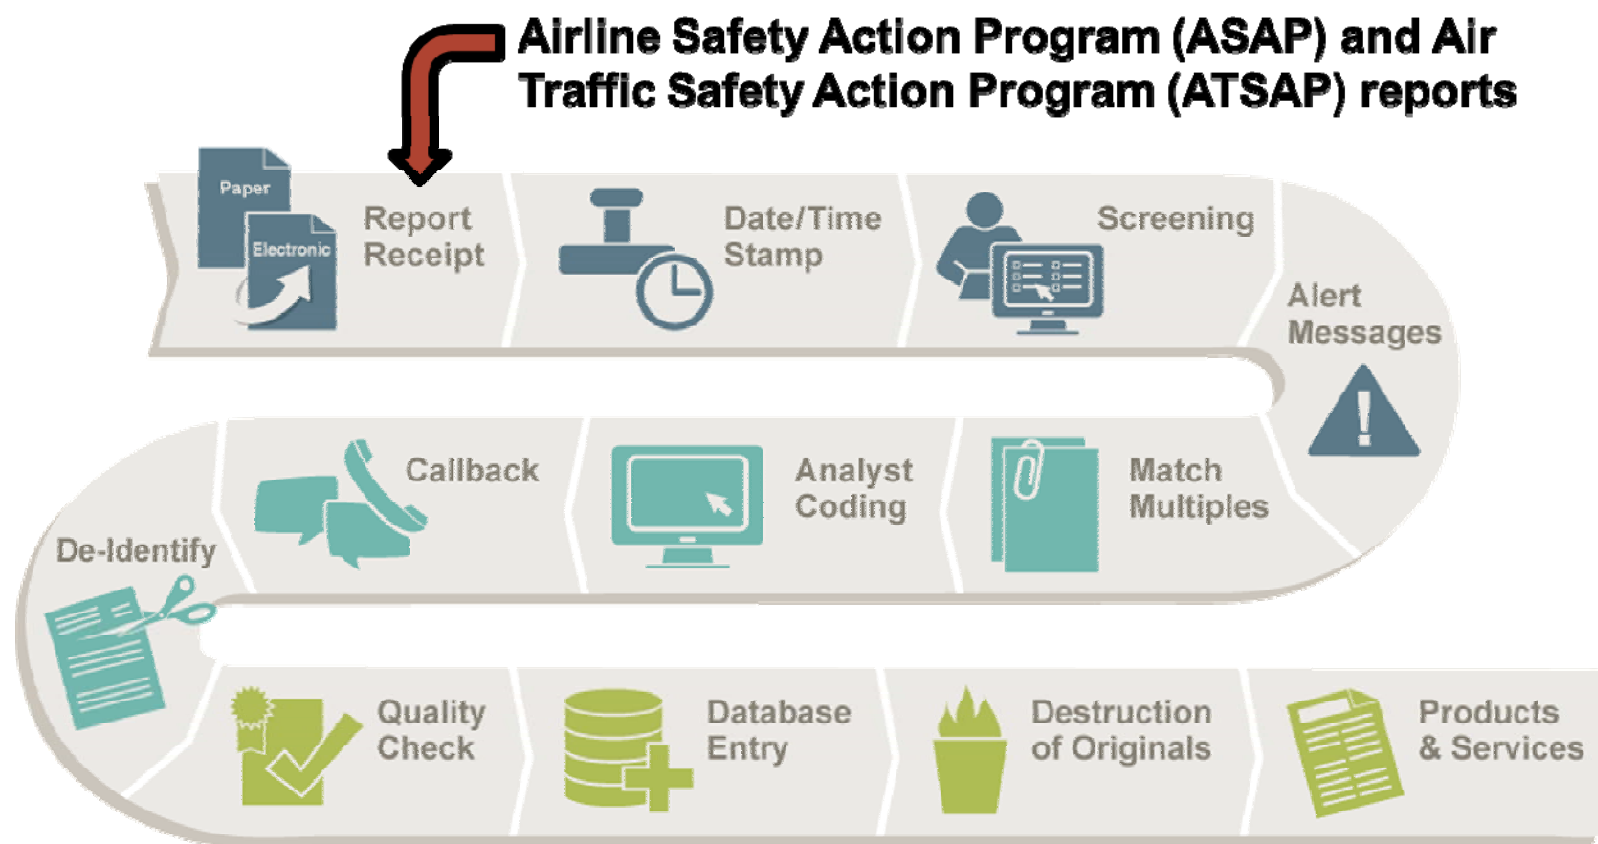 Airline Safety Action Program (ASAP) and Air
Traffic Safety Action Program (ATSAP) reports
Paper
Electronic
Report
Receipt
Date/Time
Stamp
Screening
Alert
Messages
Match
Multiples
Analyst
Coding
Callback
De-Identify
Quality
Check
Database
Entry
Destruction
of Originals
Products
& Services